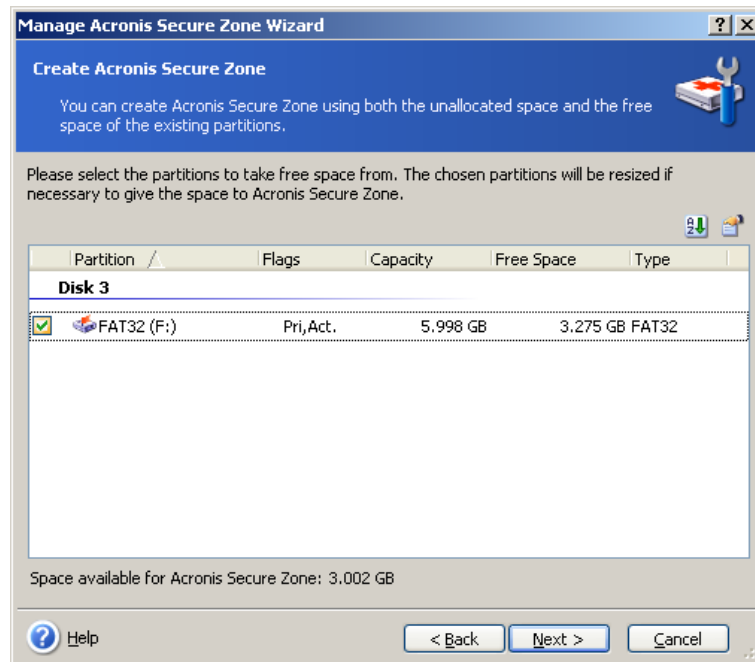 Manage Acronis Secure Zone Wizard
Create Acronis Secure Zone
You can create Acronis Secure Zone using both the unallocated space and the free
space of the existing partitions.
Please select the partitions to take free space from. The chosen partitions will be resized if
necessary to give the space to Acronis Secure Zone.
Partition Flags Capacity Free Space Type
Disk 3
FAT32 (F:) Pri,Act. 5.998 GB 3.275 GB FAT32
Space available for Acronis Secure Zone: 3.002 GB
Help < Back Next > Cancel